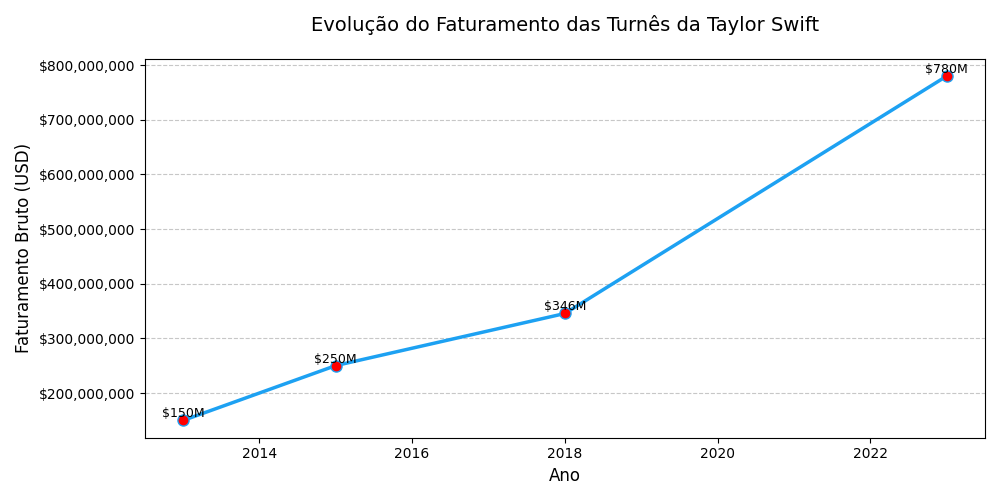 Evolução do Faturamento das Turnês da Taylor Swift
Faturamento Bruto (USD)
$800,000,000
$700,000,000
$600,000,000
$500,000,000
$400,000,000
$300,000,000
$200,000,000
$780M
$346M
$250M
$150M
2014
2016
2018
2020
2022
Ano